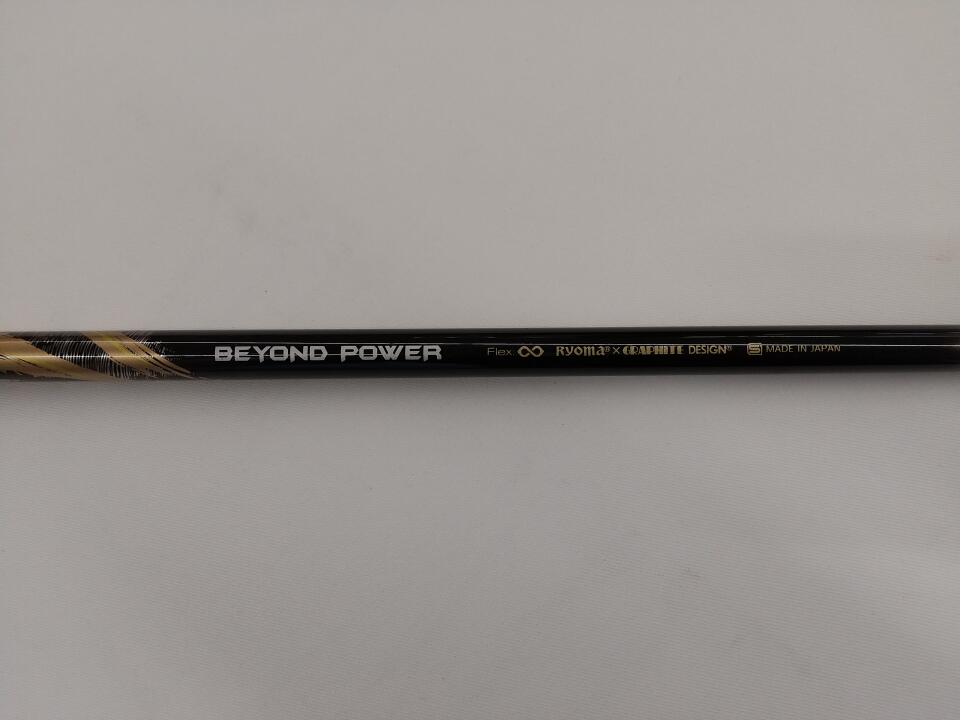 BEYOND POWER Flex ∞ Ryoma® × GRAPHITE DESIGN® S MADE IN JAPAN